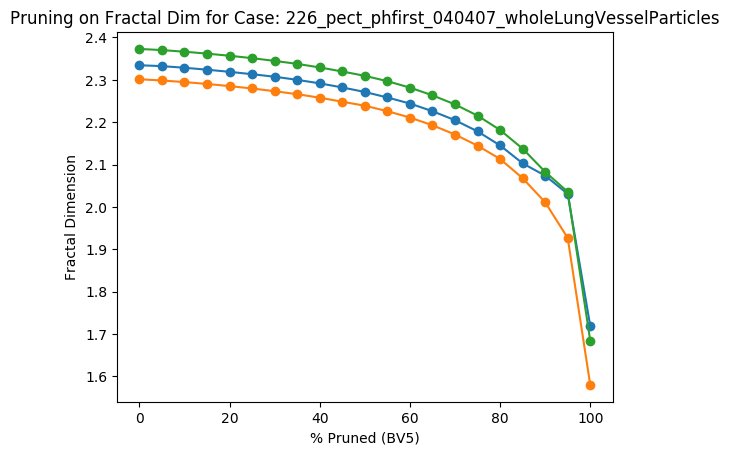 Pruning on Fractal Dim for Case: 226_pect_phfirst_040407_wholeLungVesselParticles
2.4
2.3
2.2
2.1
2.0
1.9
1.8
1.7
1.6
Fractal Dimension
0 20 40 60 80 100
% Pruned (BV5)